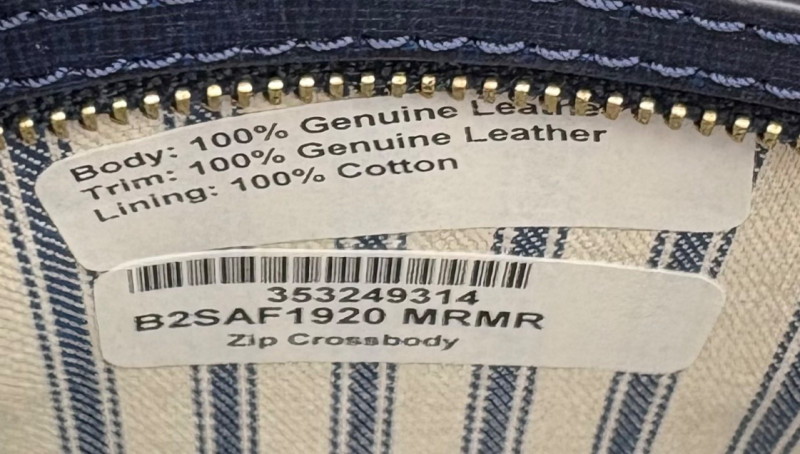 Body: 100% Genuine Leather
Trim: 100% Genuine Leather
Lining: 100% Cotton
353249314
B2SAF1920 MRMR
Zip Crossbody